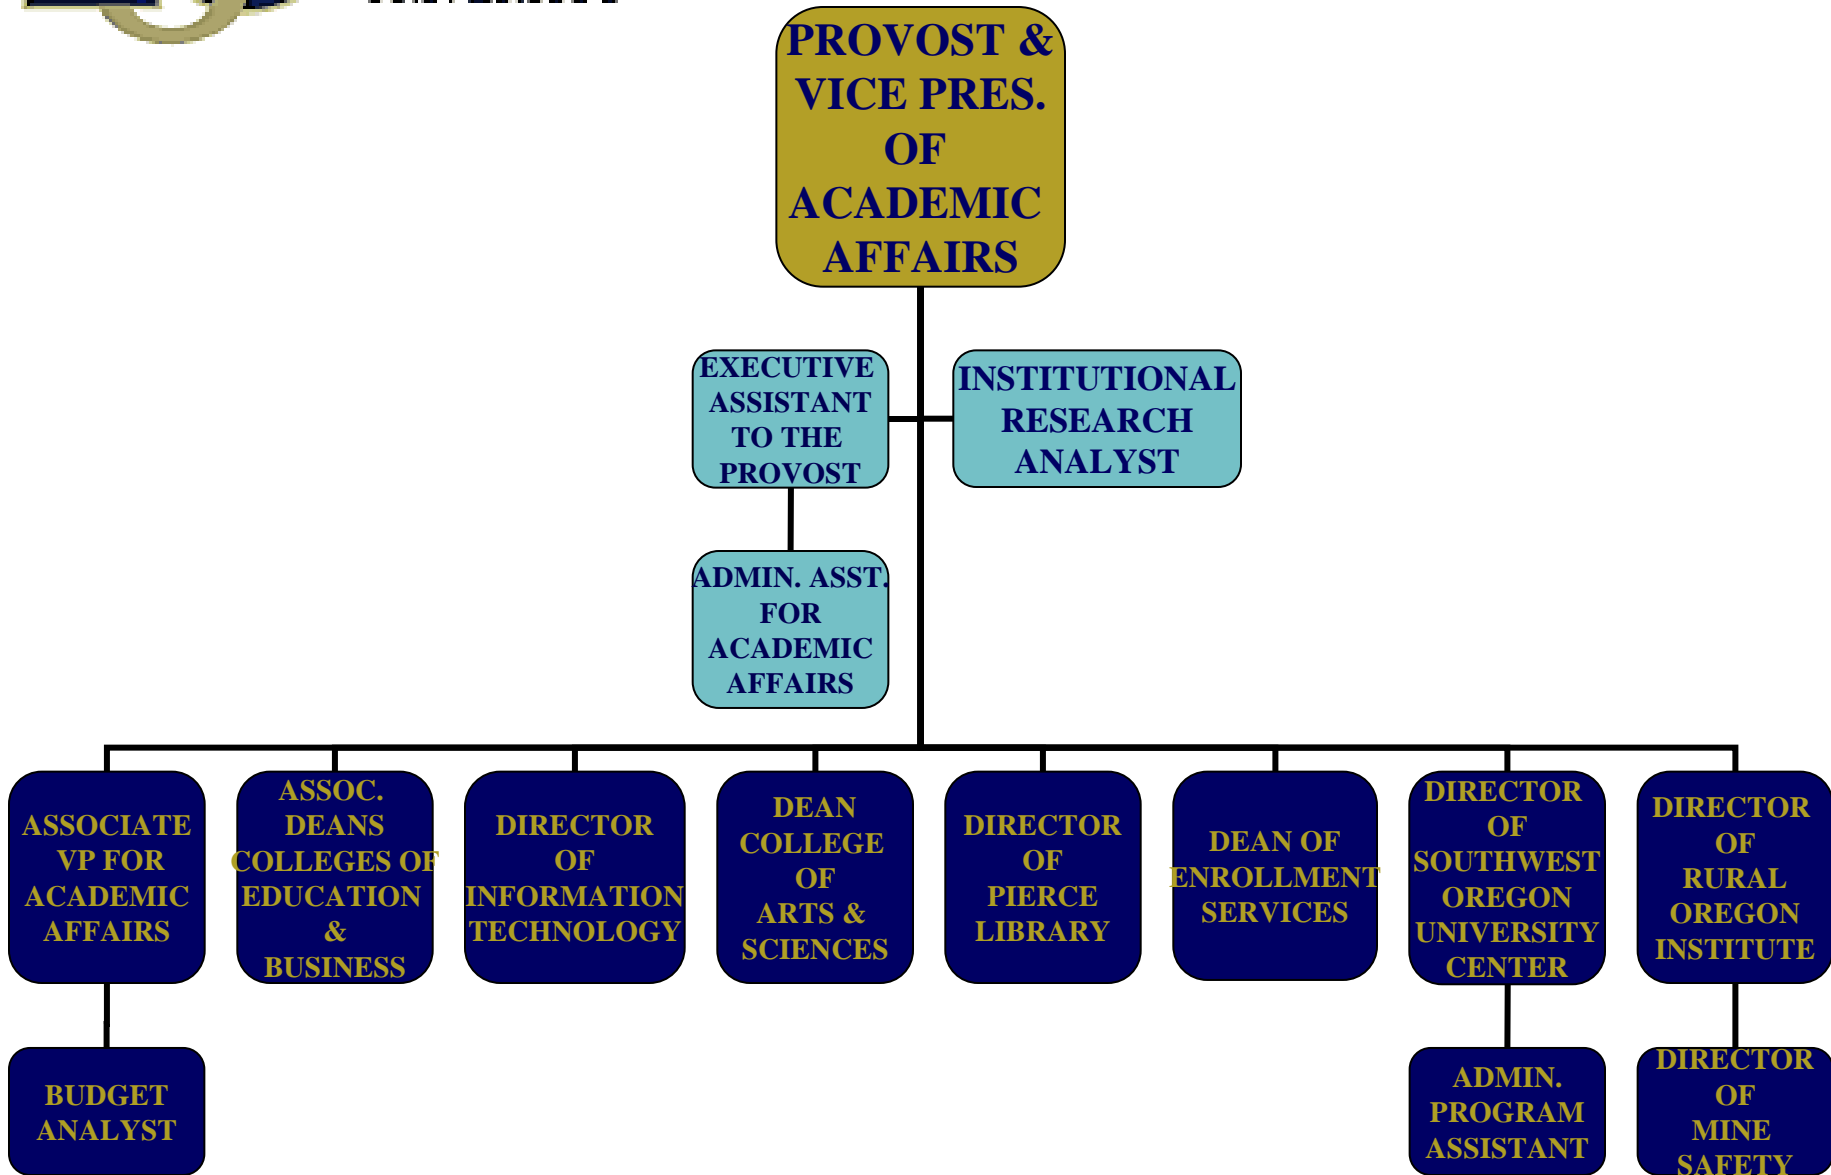 PROVOST &
VICE PRES.
OF
ACADEMIC
AFFAIRS
EXECUTIVE
ASSISTANT
TO THE
PROVOST
INSTITUTIONAL
RESEARCH
ANALYST
ADMIN. ASST.
FOR
ACADEMIC
AFFAIRS
ASSOCIATE
VP FOR
ACADEMIC
AFFAIRS
ASSOC.
DEANS
COLLEGES OF
EDUCATION
&
BUSINESS
DIRECTOR
OF
INFORMATION
TECHNOLOGY
DEAN
COLLEGE
OF
ARTS &
SCIENCES
DIRECTOR
OF
PIERCE
LIBRARY
DEAN OF
ENROLLMENT
SERVICES
DIRECTOR
OF
SOUTHWEST
OREGON
UNIVERSITY
CENTER
DIRECTOR
OF
RURAL
OREGON
INSTITUTE
BUDGET
ANALYST
ADMIN.
PROGRAM
ASSISTANT
DIRECTOR
OF
MINE
SAFETY